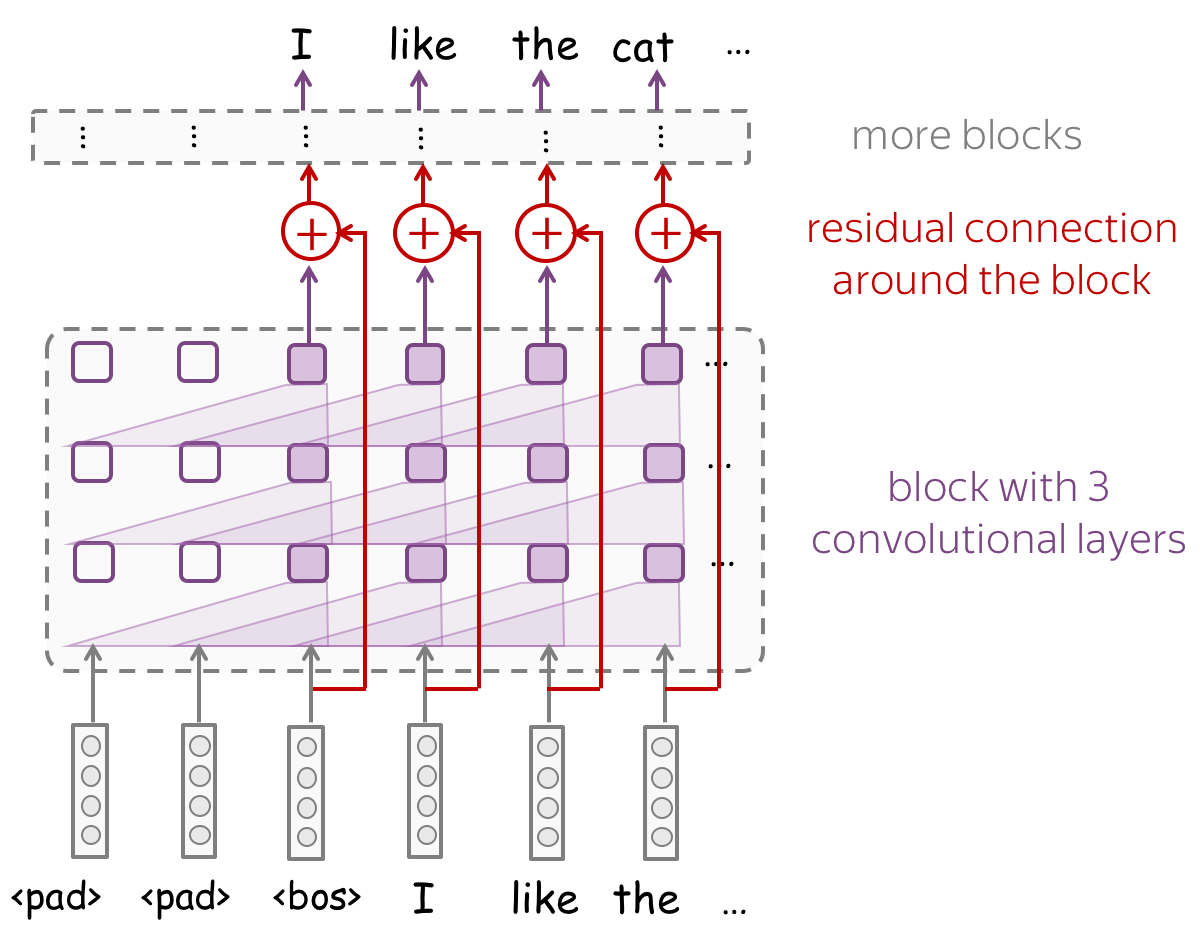 I like the cat ...
more blocks
residual connection
around the block
...
...
block with 3
convolutional layers
...
<pad> <pad> <bos> I like the ...